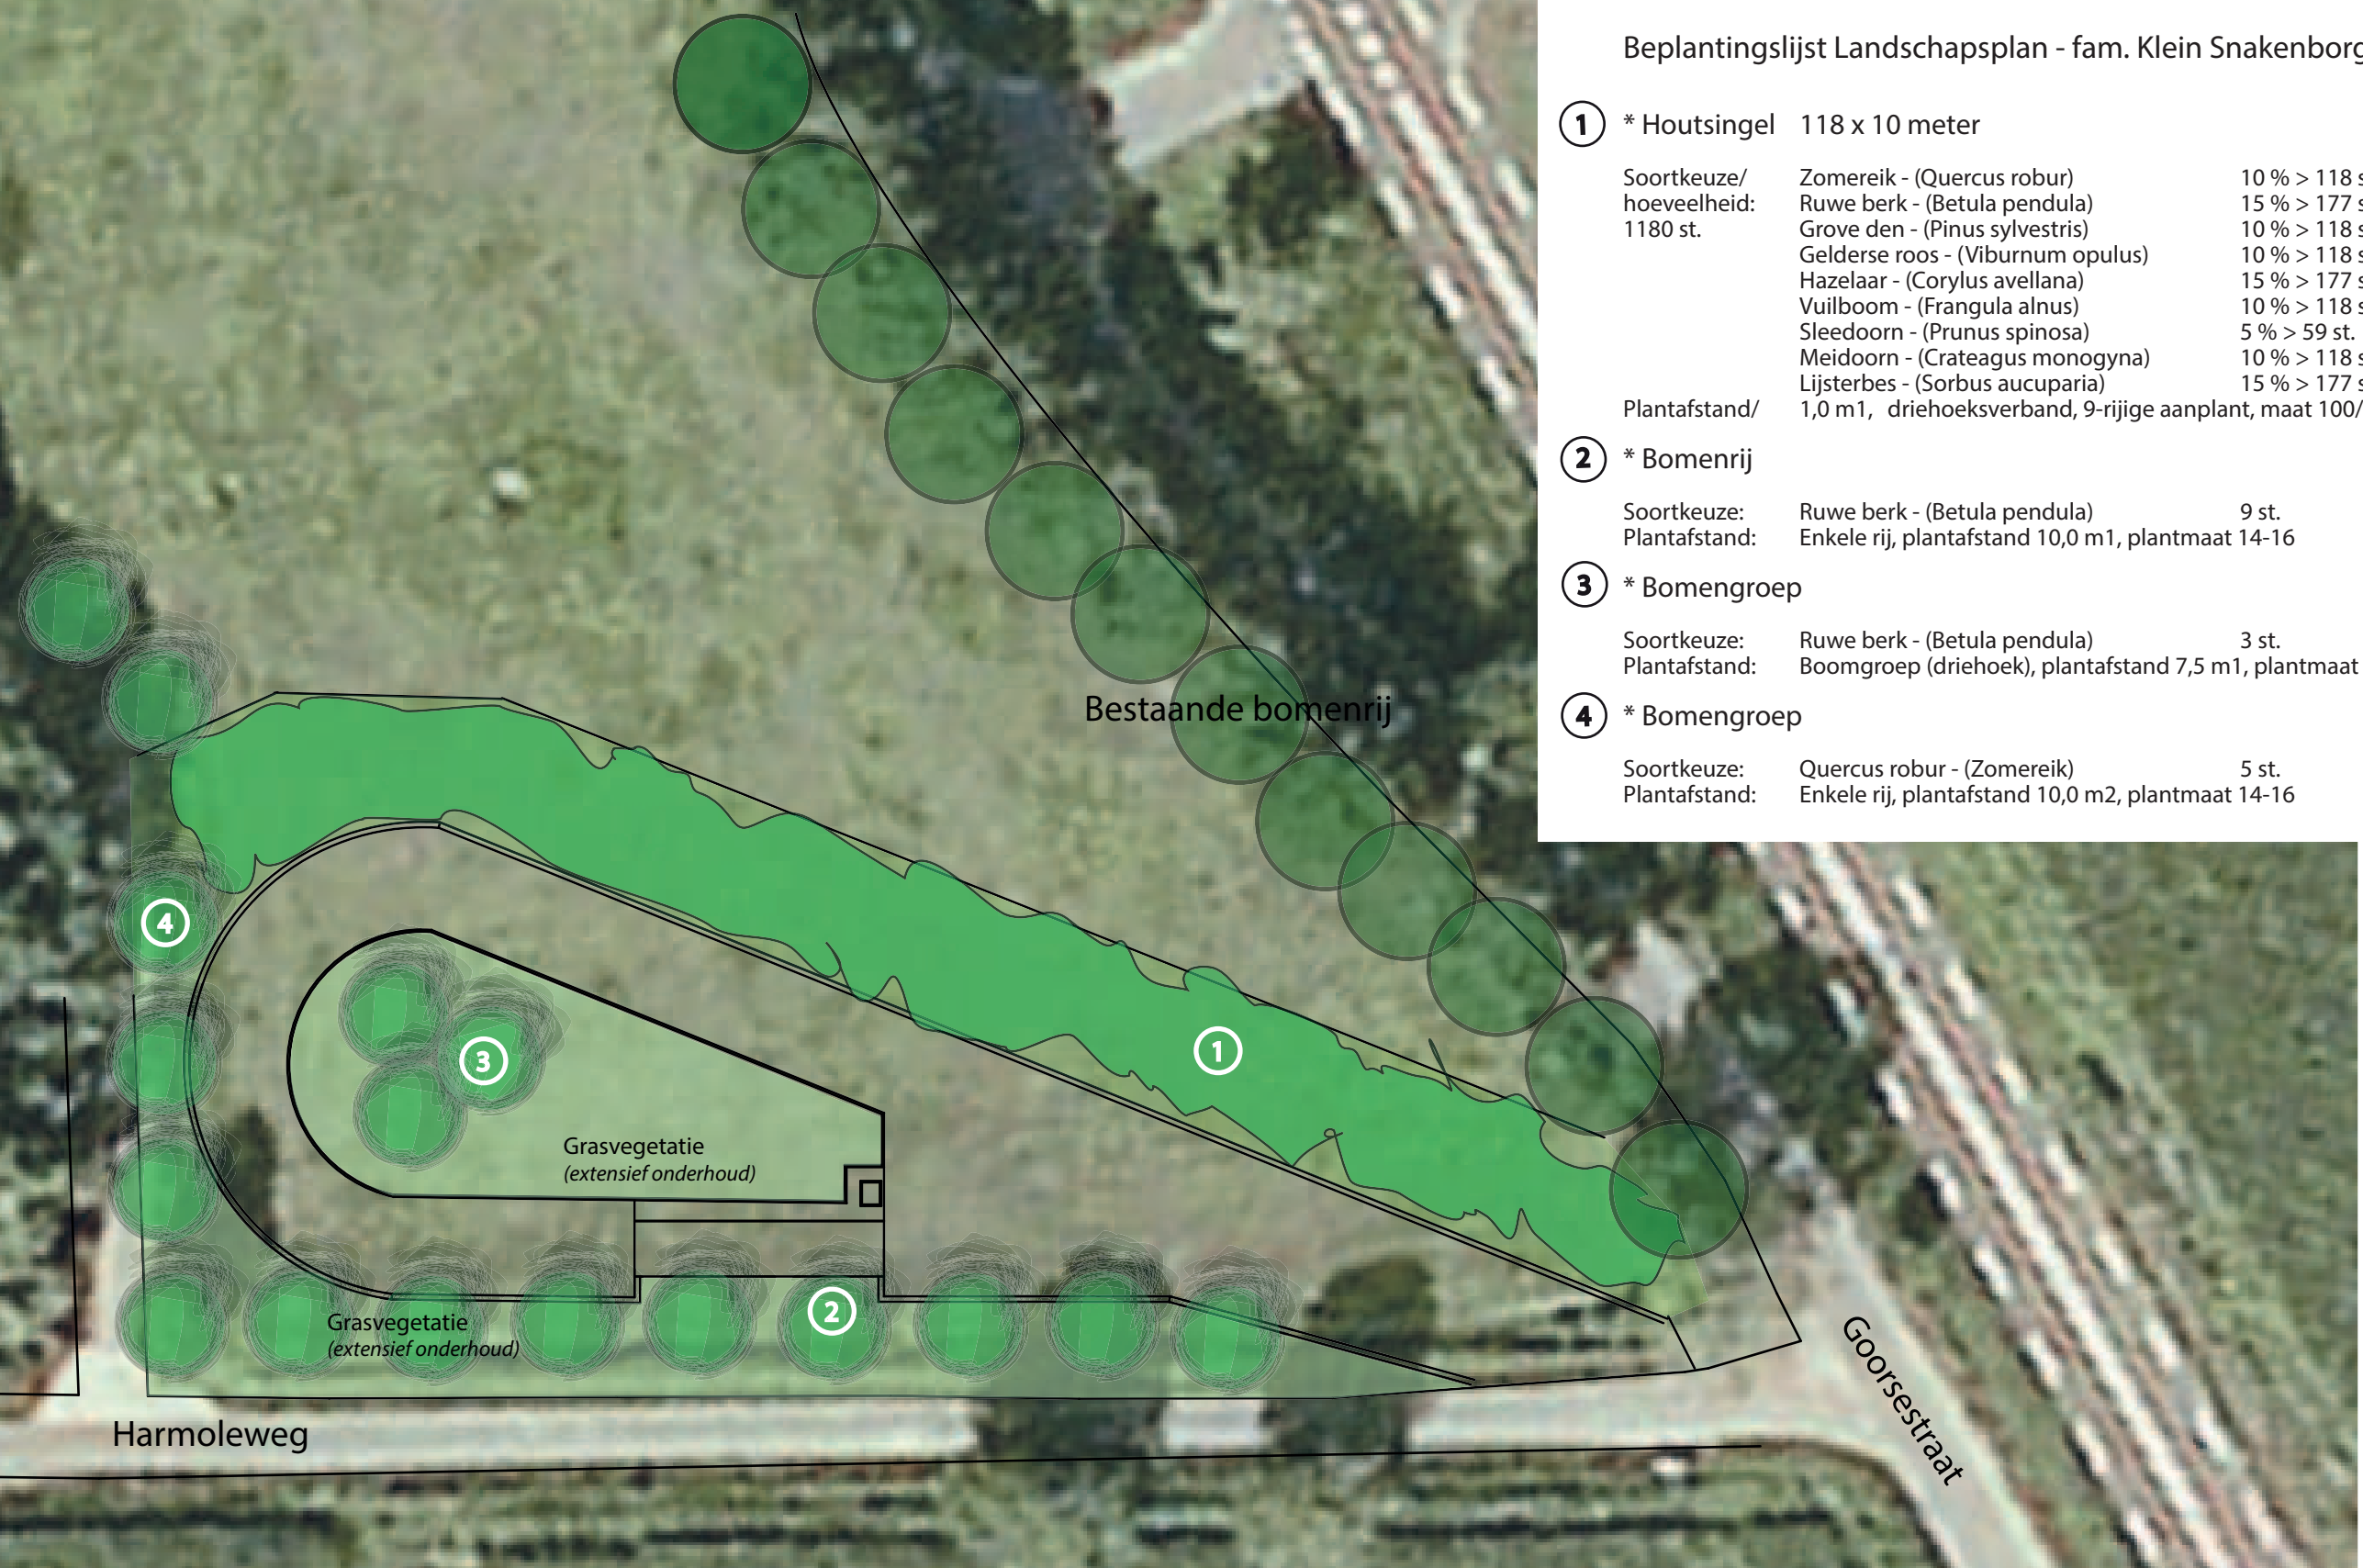 Beplantingslijst Landschapsplan - fam. Klein Snakenborg
1 * Houtsingel 118 x 10 meter
Soortkeuze/ Zomereik - (Quercus robur) 10 % > 118 s
hoeveelheid: Ruwe berk - (Betula pendula) 15 % > 177 s
1180 st. Grove den - (Pinus sylvestris) 10 % > 118 s
Gelderse roos - (Viburnum opulus) 10 % > 118 s
Hazelaar - (Corylus avellana) 15 % > 177 s
Vuilboom - (Frangula alnus) 10 % > 118 s
Sleedoorn - (Prunus spinosa) 5 % > 59 st.
Meidoorn - (Crateagus monogyna) 10 % > 118 s
Lijsterbes - (Sorbus aucuparia) 15 % > 177 s
Plantafstand/ 1,0 m1, driehoeksverband, 9-rijige aanplant, maat 100/
2 * Bomenrij
Soortkeuze: Ruwe berk - (Betula pendula) 9 st.
Plantafstand: Enkele rij, plantafstand 10,0 m1, plantmaat 14-16
3 * Bomengroep
Soortkeuze: Ruwe berk - (Betula pendula) 3 st.
Plantafstand: Boomgroep (driehoek), plantafstand 7,5 m1, plantmaat
4 * Bomengroep
Soortkeuze: Quercus robur - (Zomereik) 5 st.
Plantafstand: Enkele rij, plantafstand 10,0 m2, plantmaat 14-16
Bestaande bomenrij
4
3
1
Grasvegetatie
(extensief onderhoud)
2
Grasvegetatie
(extensief onderhoud)
Harmoleweg
Goorsestraat